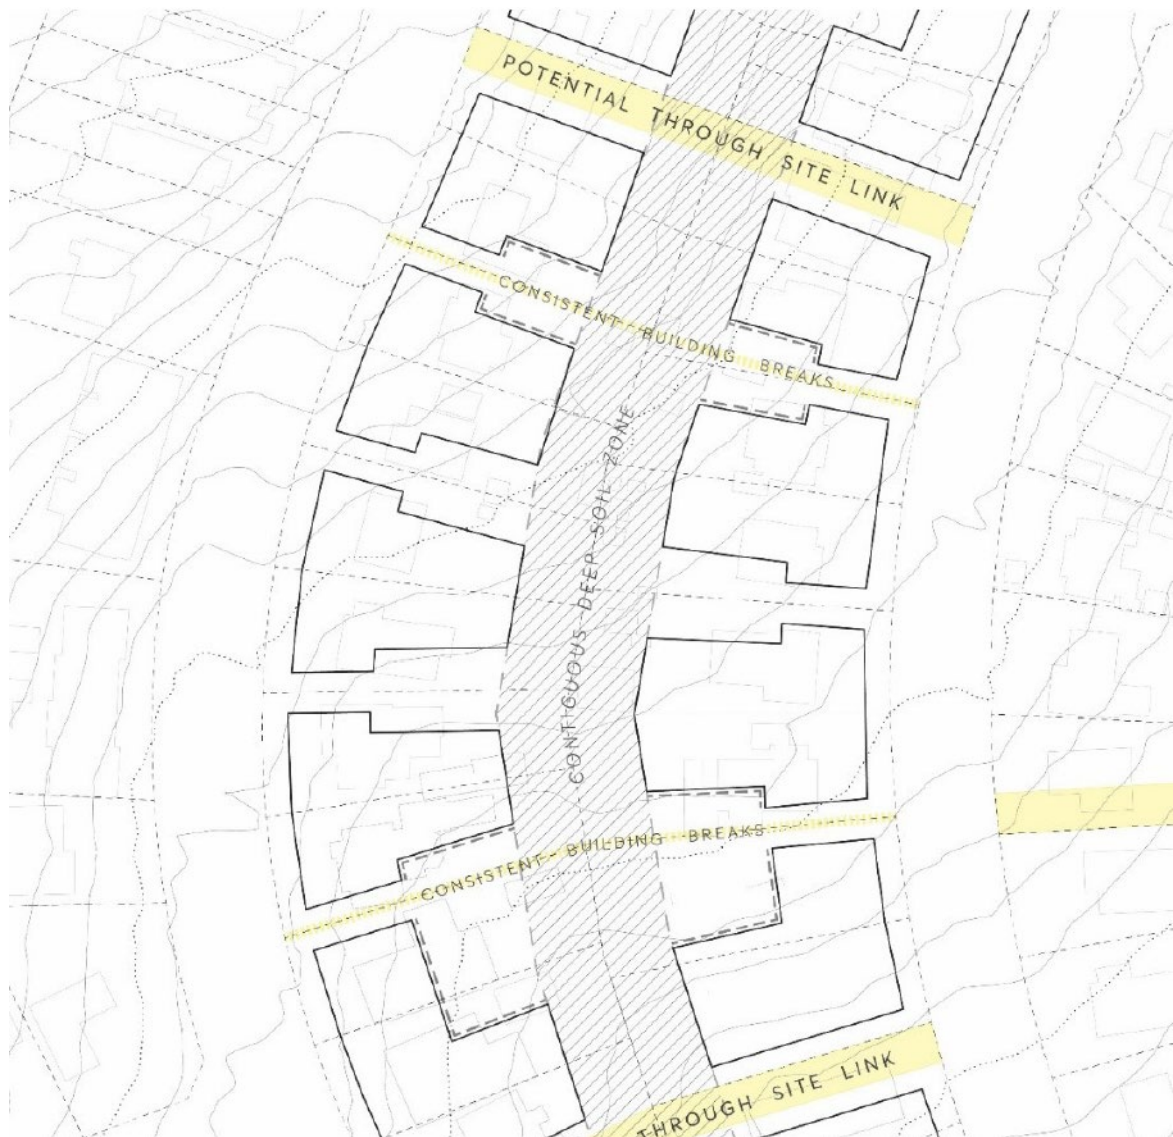 POTENTIAL THROUGH SITE LINK
CONSISTENT BUILDING BREAKS
CONTIGUOUS DEEP SOIL ZONE
CONSISTENT BUILDING BREAKS
THROUGH SITE LINK